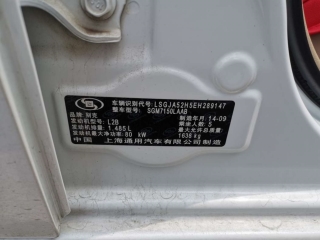 车辆识别代号: LSGJA52H5EH289147
整车型号: SGM7150LAAB
品牌 别克 制造年月 14-09
发动机型号 L2B 乘坐人数 5
发动机排量 1.485 L 最大允许总质量
发动机最大净功率 80 kW 1638 kg
中国 上海通用汽车有限公司制造